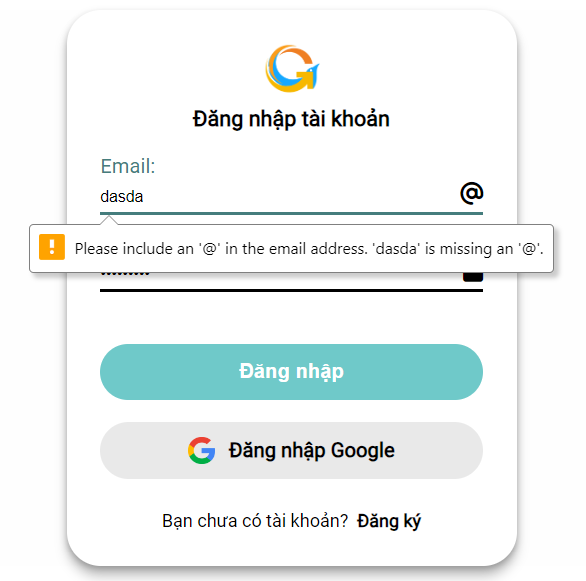 Đăng nhập tài khoản
Email:
dasda
@
Please include an '@' in the email address. 'dasda' is missing an '@'.
Đăng nhập
Đăng nhập Google
Bạn chưa có tài khoản? Đăng ký